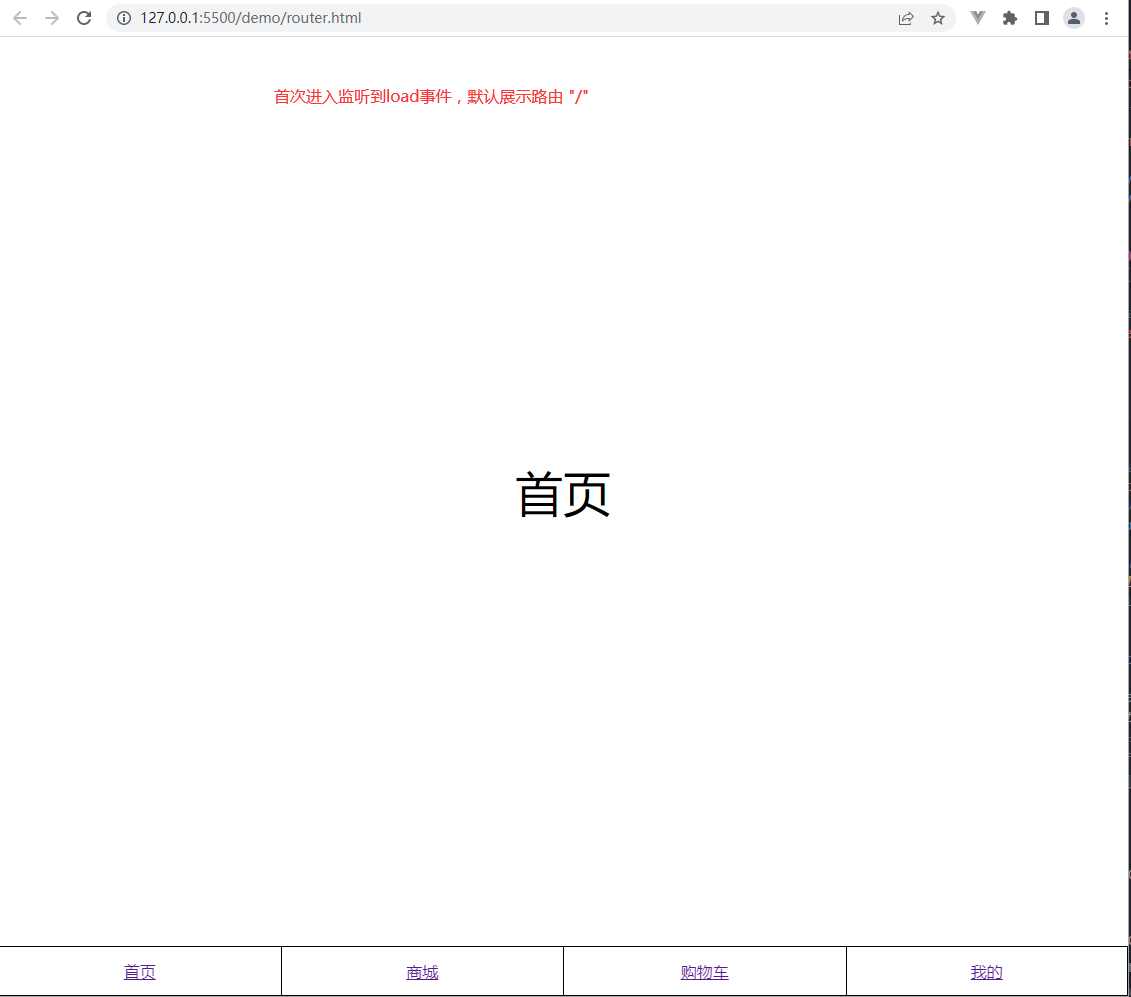 127.0.0.1:5500/demo/router.html
首次进入监听到load事件，默认展示路由 "/"
首页
首页
商城
购物车
我的